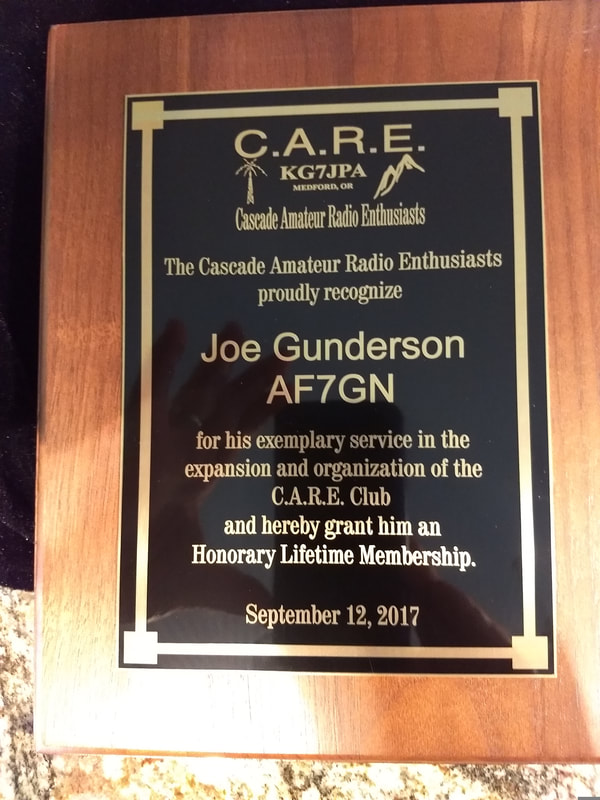 C.A.R.E.
KG7JPA
MEDFORD, OR
Cascade Amateur Radio Enthusiasts
The Cascade Amateur Radio Enthusiasts
proudly recognize
Joe Gunderson
AF7GN
for his exemplary service in the
expansion and organization of the
C.A.R.E. Club
and hereby grant him an
Honorary Lifetime Membership.
September 12, 2017